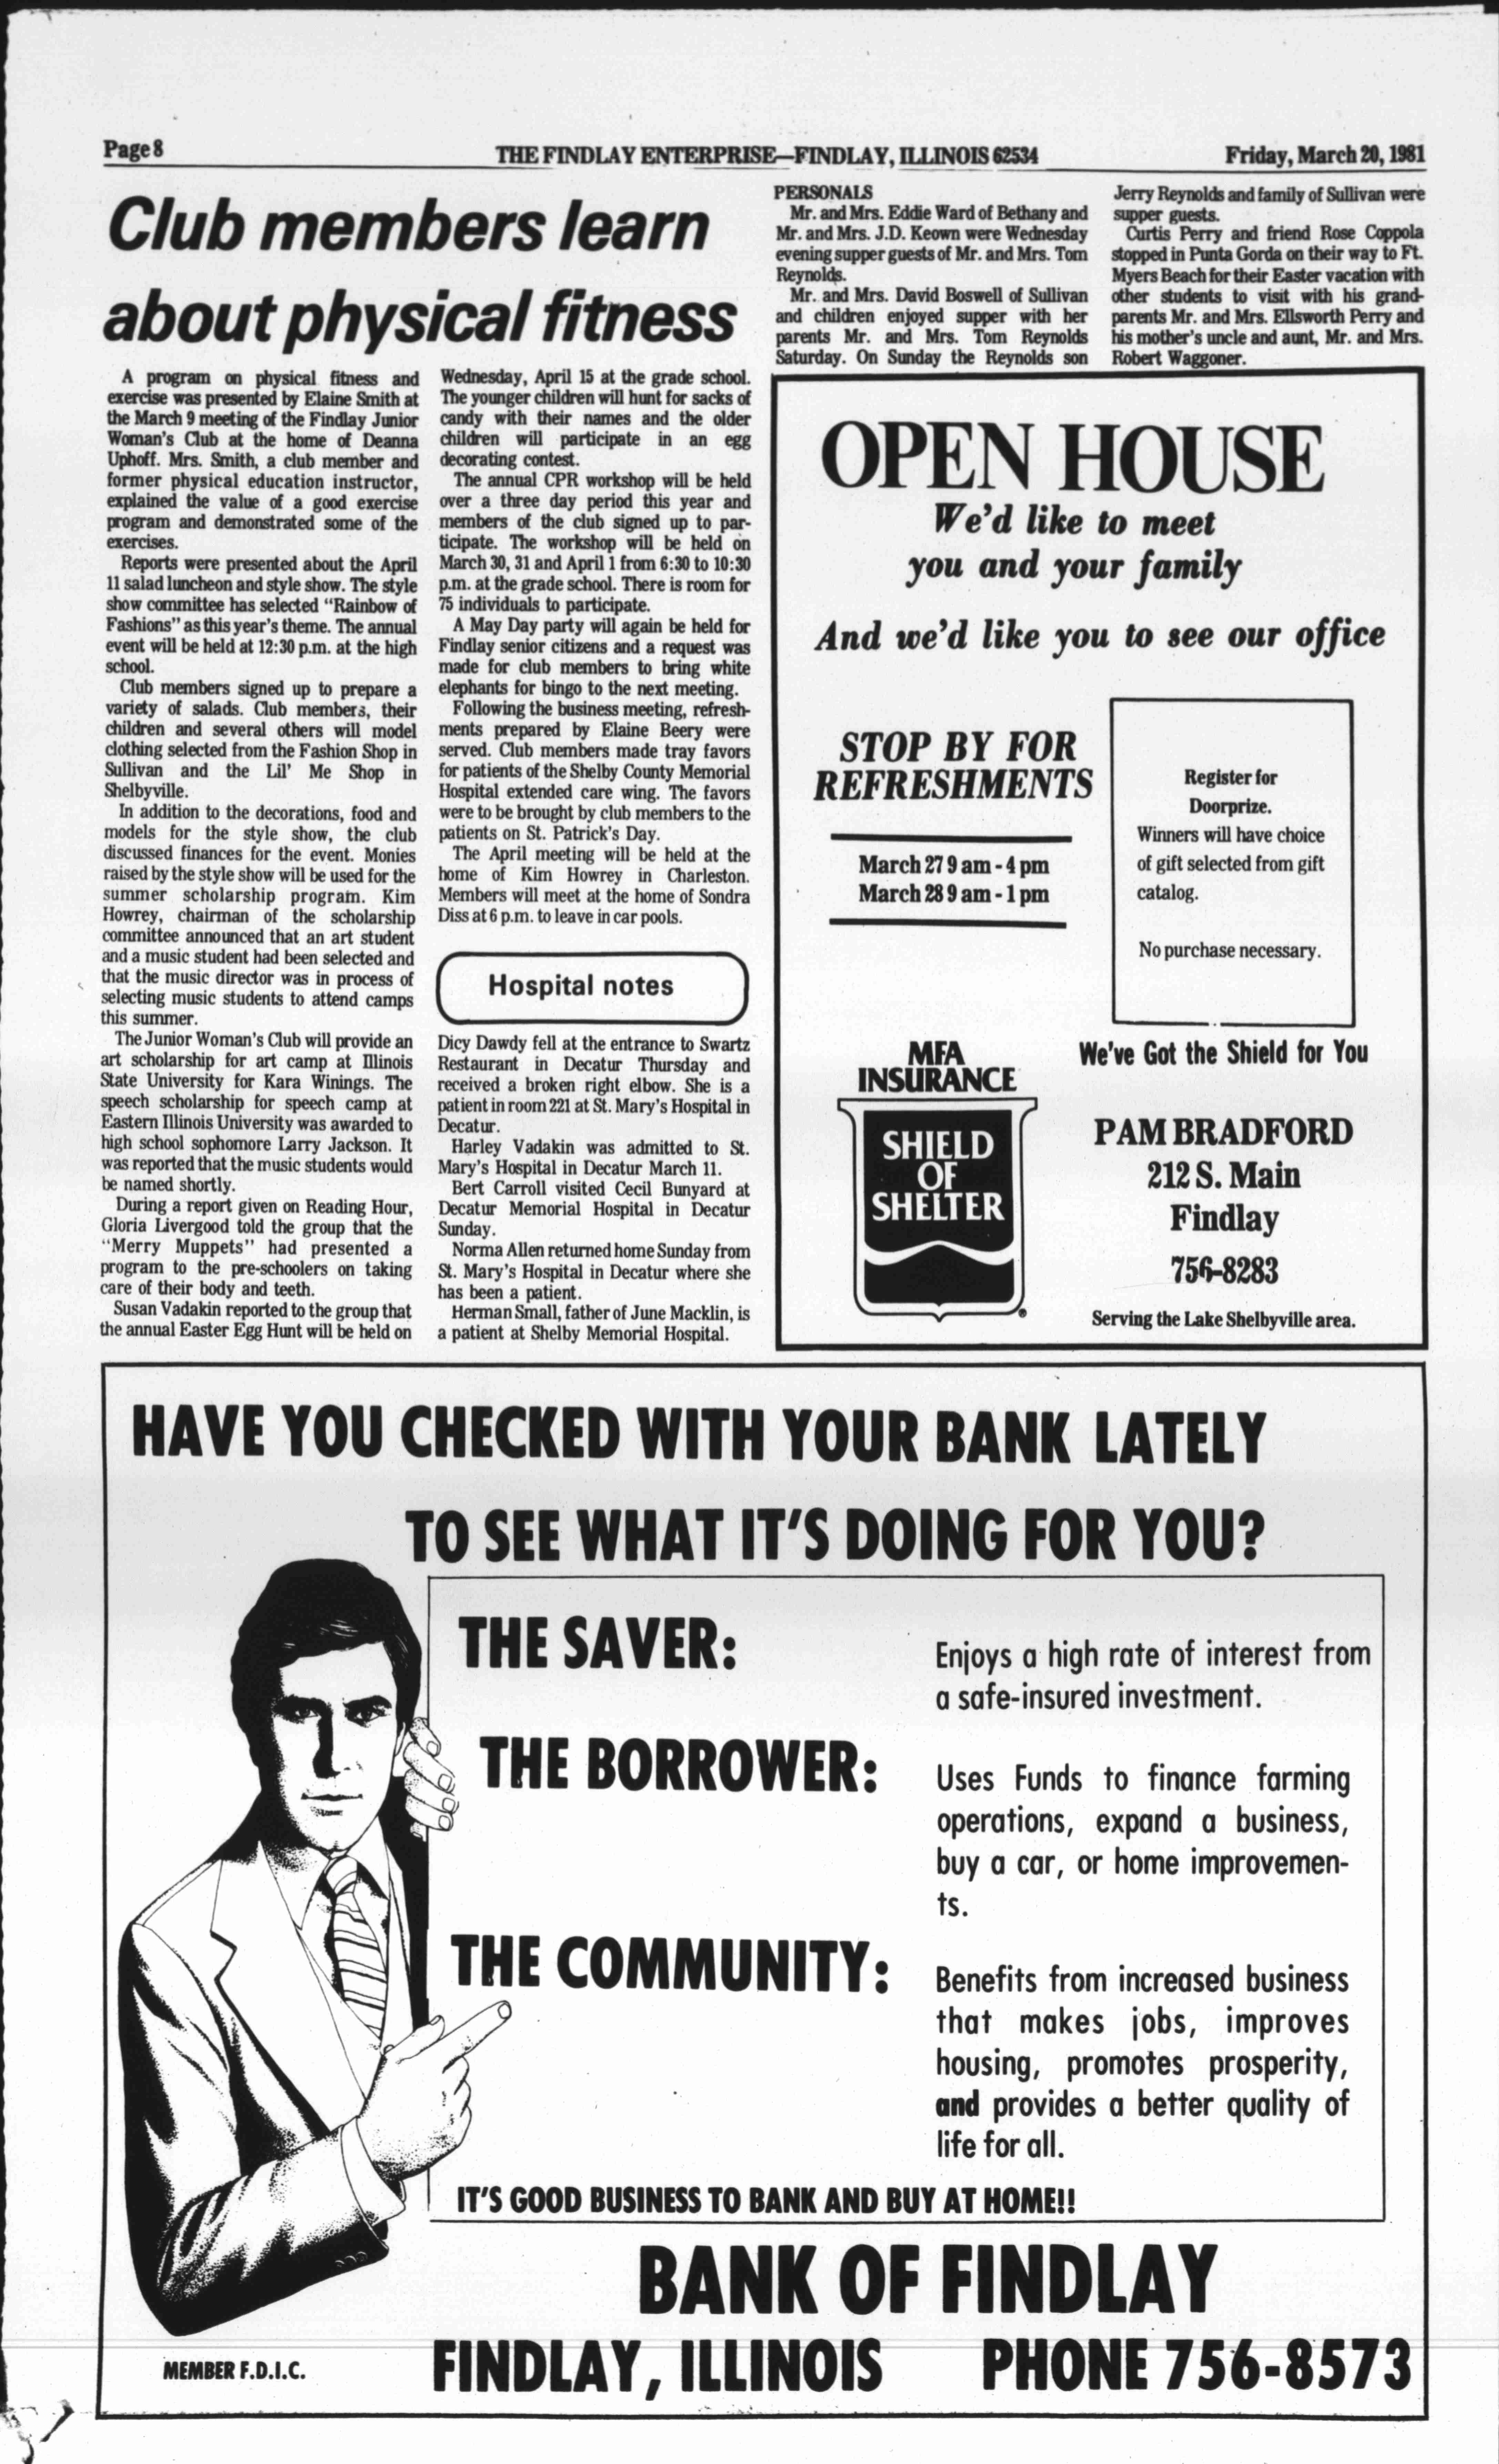 Page 8
THE FINDLAY ENTERPRISE—FINDLAY, ILLINOIS 62534
Friday, March 20, 1981
Club members learn
about physical fitness
A program on physical fitness and
exercise was presented by Elaine Smith at
the March 9 meeting of the Findlay Junior
Woman's Club at the home of Deanna
Uphoff. Mrs. Smith, a club member and
former physical education instructor,
explained the value of a good exercise
program and demonstrated some of the
exercises.
Reports were presented about the April
11 salad luncheon and style show. The style
show committee has selected "Rainbow of
Fashions" as this year's theme. The annual
event will be held at 12:30 p.m. at the high
school.
Club members signed up to prepare a
variety of salads. Club members, their
children and several others will model
clothing selected from the Fashion Shop in
Sullivan and the Lil' Me Shop in
Shelbyville.
In addition to the decorations, food and
models for the style show, the club
discussed finances for the event. Monies
raised by the style show will be used for the
summer scholarship program. Kim
Howrey, chairman of the scholarship
committee announced that an art student
and a music student had been selected and
that the music director was in process of
selecting music students to attend camps
this summer.
The Junior Woman's Club will provide an
art scholarship for art camp at Illinois
State University for Kara Winings. The
speech scholarship for speech camp at
Eastern Illinois University was awarded to
high school sophomore Larry Jackson. It
was reported that the music students would
be named shortly.
During a report given on Reading Hour,
Gloria Livergood told the group that the
"Merry Muppets" had presented a
program to the pre-schoolers on taking
care of their body and teeth.
Susan Vadakin reported to the group that
the annual Easter Egg Hunt will be held on
Wednesday, April 15 at the grade school.
The younger children will hunt for sacks of
candy with their names and the older
children will participate in an egg
decorating contest.
The annual CPR workshop will be held
over a three day period this year and
members of the club signed up to par-
ticipate. The workshop will be held on
March 30, 31 and April 1 from 6:30 to 10:30
p.m. at the grade school. There is room for
75 individuals to participate.
A May Day party will again be held for
Findlay senior citizens and a request was
made for club members to bring white
elephants for bingo to the next meeting.
Following the business meeting, refresh-
ments prepared by Elaine Beery were
served. Club members made tray favors
for patients of the Shelby County Memorial
Hospital extended care wing. The favors
were to be brought by club members to the
patients on St. Patrick's Day.
The April meeting will be held at the
home of Kim Howrey in Charleston.
Members will meet at the home of Sondra
Diss at 6 p.m. to leave in car pools.
Hospital notes
Dicy Dawdy fell at the entrance to Swartz
Restaurant in Decatur Thursday and
received a broken right elbow. She is a
patient in room 221 at St. Mary's Hospital in
Decatur.
Harley Vadakin was admitted to St.
Mary's Hospital in Decatur March 11.
Bert Carroll visited Cecil Bunyard at
Decatur Memorial Hospital in Decatur
Sunday.
Norma Allen returned home Sunday from
St. Mary's Hospital in Decatur where she
has been a patient.
Herman Small, father of June Macklin, is
a patient at Shelby Memorial Hospital.
PERSONALS
Mr. and Mrs. Eddie Ward of Bethany and
Mr. and Mrs. J.D. Keown were Wednesday
evening supper guests of Mr. and Mrs. Tom
Reynolds.
Mr. and Mrs. David Boswell of Sullivan
and children enjoyed supper with her
parents Mr. and Mrs. Tom Reynolds
Saturday. On Sunday the Reynolds son
Jerry Reynolds and family of Sullivan were
supper guests.
Curtis Perry and friend Rose Coppola
stopped in Punta Gorda on their way to Ft.
Myers Beach for their Easter vacation with
other students to visit with his grand-
parents Mr. and Mrs. Ellsworth Perry and
his mother's uncle and aunt, Mr. and Mrs.
Robert Waggoner.
OPEN HOUSE
We'd like to meet
you and your family
And we'd like you to see our office
STOP BY FOR
REFRESHMENTS
March 27 9 am - 4 pm
March 28 9 am - 1 pm
Register for
Doorprize.
Winners will have choice
of gift selected from gift
catalog.
No purchase necessary.
MFA
INSURANCE
SHIELD
OF
SHELTER
®
We've Got the Shield for You
PAM BRADFORD
212 S. Main
Findlay
756-8283
Serving the Lake Shelbyville area.
HAVE YOU CHECKED WITH YOUR BANK LATELY
TO SEE WHAT IT'S DOING FOR YOU?
THE SAVER:
Enjoys a high rate of interest from
a safe-insured investment.
THE BORROWER:
Uses Funds to finance farming
operations, expand a business,
buy a car, or home improvemen-
ts.
THE COMMUNITY:
Benefits from increased business
that makes jobs, improves
housing, promotes prosperity,
and provides a better quality of
life for all.
IT'S GOOD BUSINESS TO BANK AND BUY AT HOME!!
BANK OF FINDLAY
MEMBER F.D.I.C.
FINDLAY, ILLINOIS
PHONE 756-8573